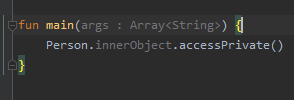 fun main(args : Array<String>) {
    Person.innerObject.accessPrivate()
}